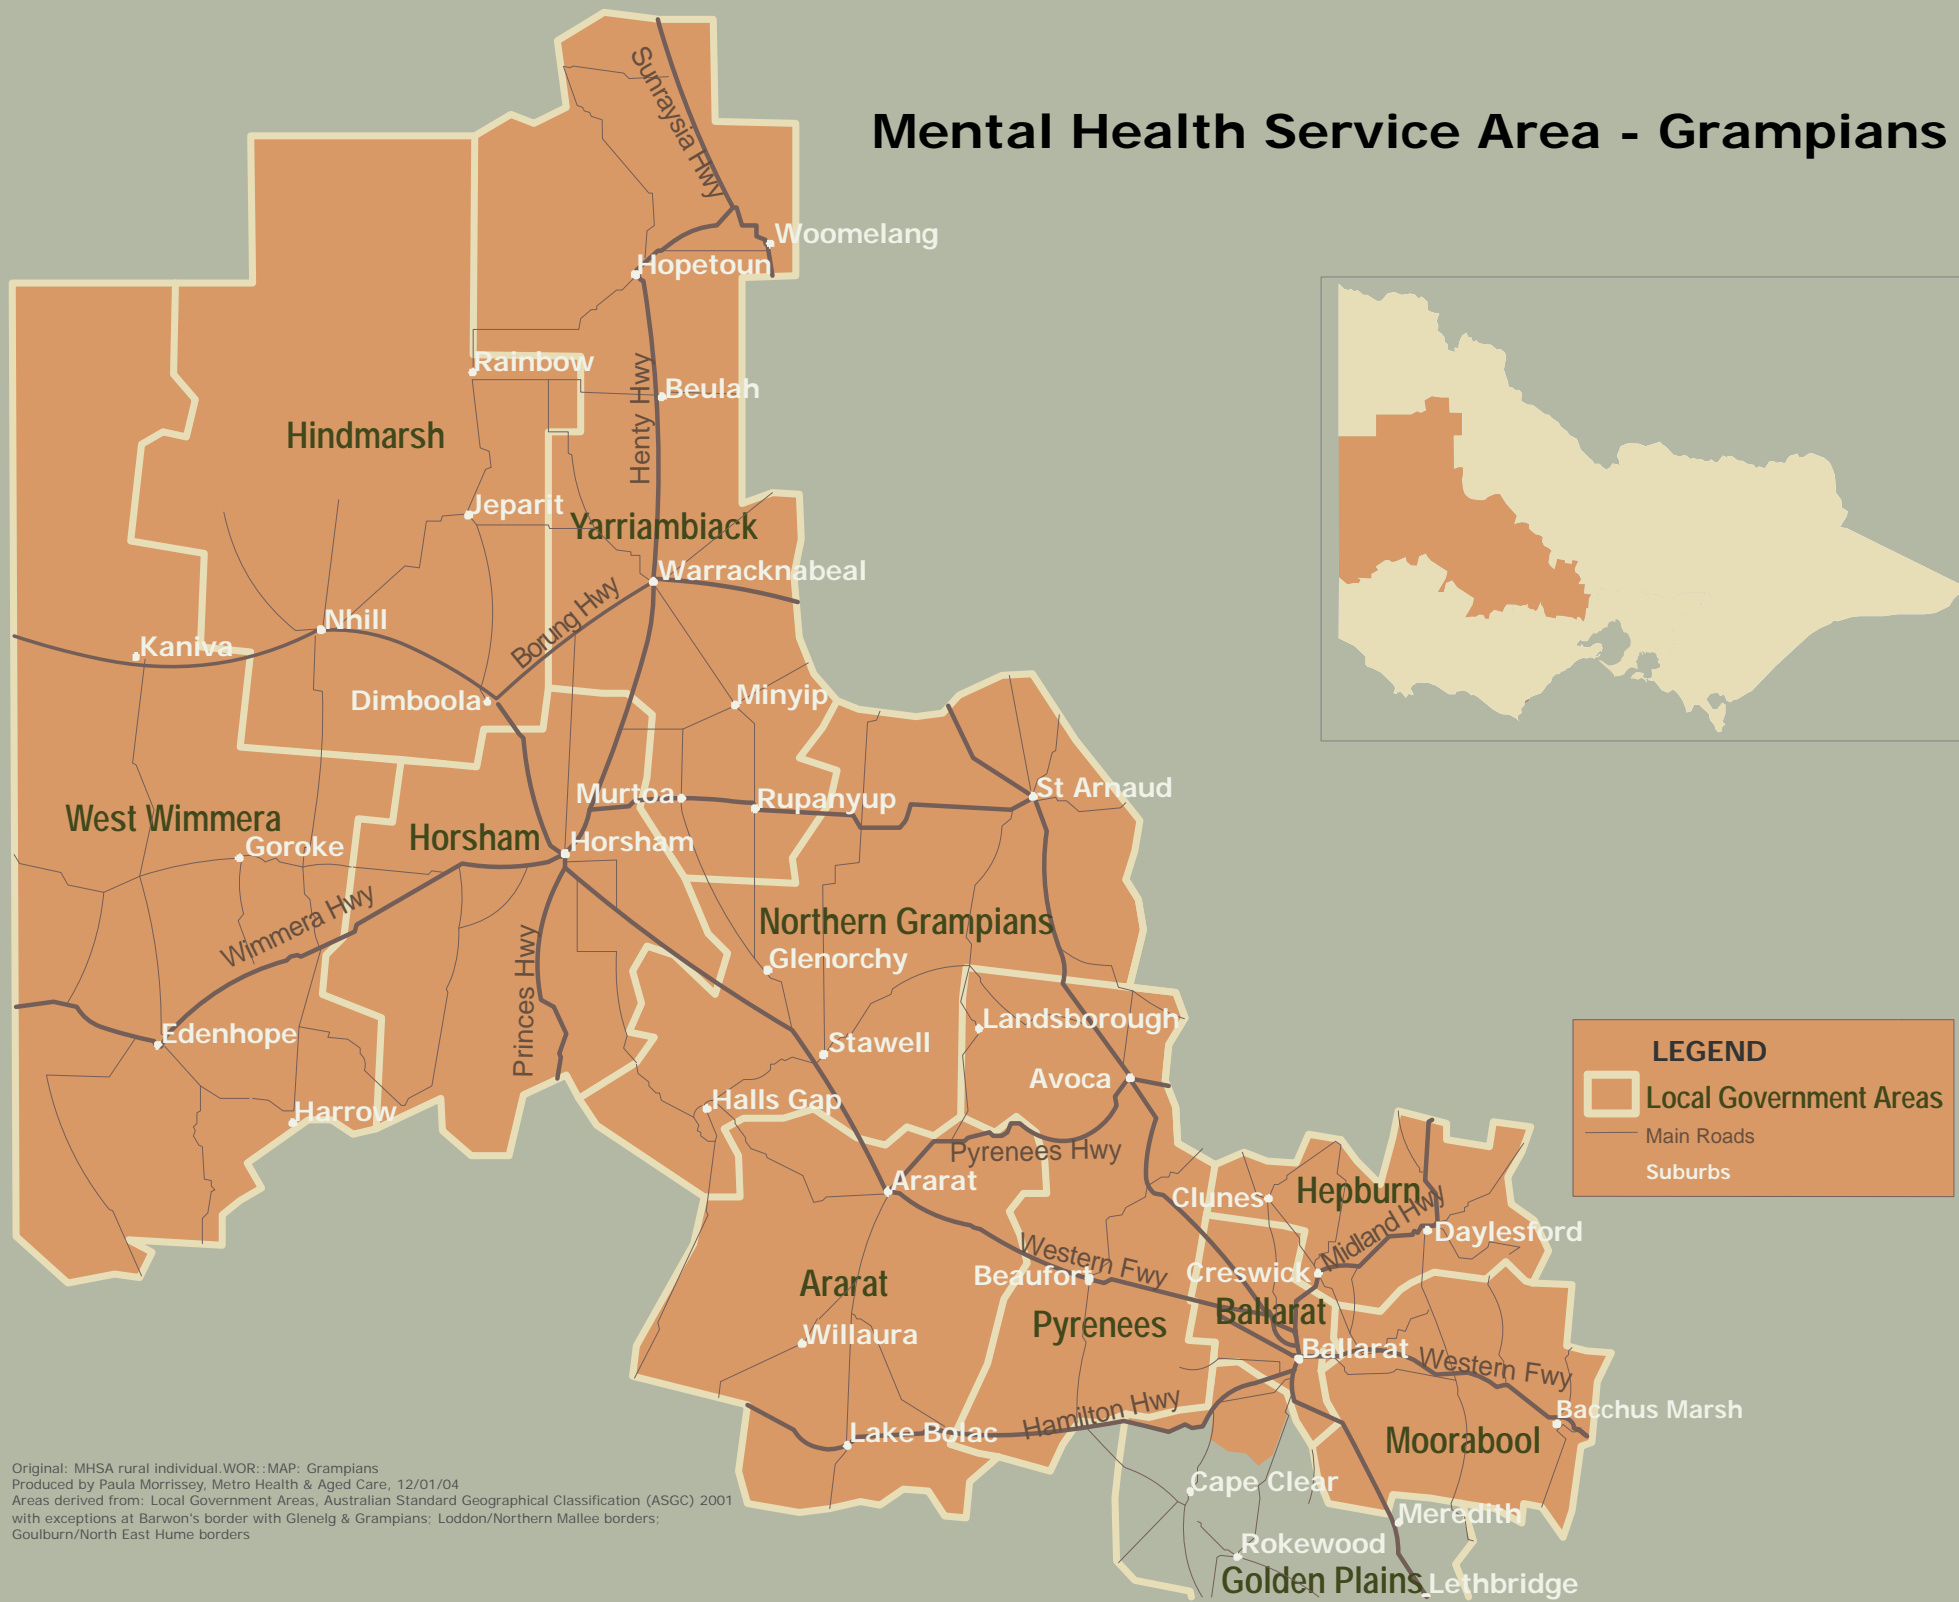 Mental Health Service Area - Grampians
Sunraysia Hwy
Woomelang
Hopetoun
Rainbow
Beulah
Henty Hwy
Hindmarsh
Jeparit
Yarriambiack
Warracknabeal
Borung Hwy
Nhill
Kaniva
Dimboola
Minyip
St Arnaud
Murtoa
Rupanyup
West Wimmera
Horsham
Horsham
Goroke
Wimmera Hwy
Northern Grampians
Princes Hwy
Glenorchy
Landsborough
Edenhope
Stawell
Avoca
Halls Gap
Harrow
Pyrenees Hwy
Ararat
Clunes
Hepburn
Midland Hwy
Daylesford
Western Fwy
Beaufort
Creswick
Ararat
Ballarat
Pyrenees
Willaura
Ballarat
Western Fwy
Hamilton Hwy
Bacchus Marsh
Lake Bolac
Moorabool
Cape Clear
Meredith
Rokewood
Golden Plains
Lethbridge
LEGEND
Local Government Areas
Main Roads
Suburbs
Original: MHSA rural individual.WOR::MAP: Grampians
Produced by Paula Morrissey, Metro Health & Aged Care, 12/01/04
Areas derived from: Local Government Areas, Australian Standard Geographical Classification (ASGC) 2001
with exceptions at Barwon's border with Glenelg & Grampians; Loddon/Northern Mallee borders;
Goulburn/North East Hume borders